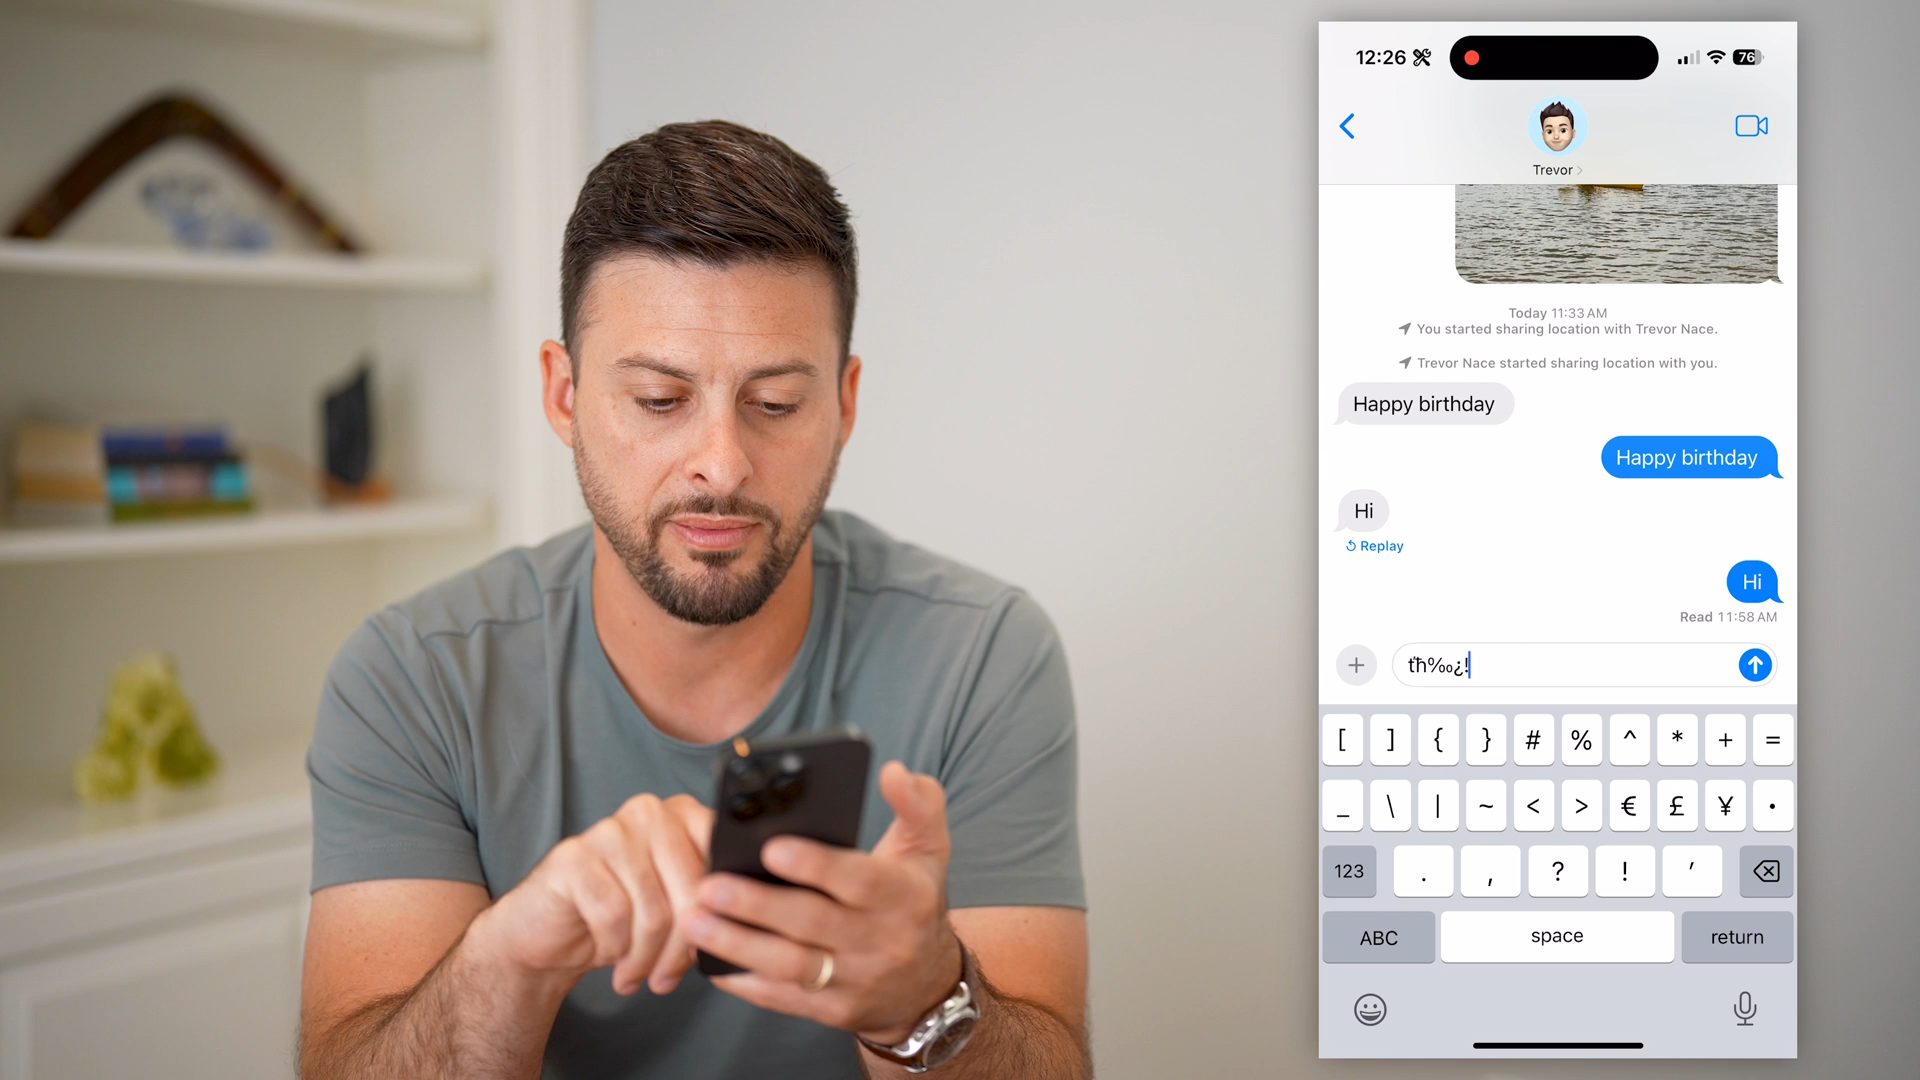 12:26
76
Trevor
Today 11:33 AM
You started sharing location with Trevor Nace.
Trevor Nace started sharing location with you.
Happy birthday
Happy birthday
Hi
Replay
Hi
Read 11:58 AM
ťħ‰¿!
[ ] { } # % ^ * + =
_ \ | ~ < > € £ ¥ •
123 . , ? ! ’
ABC space return